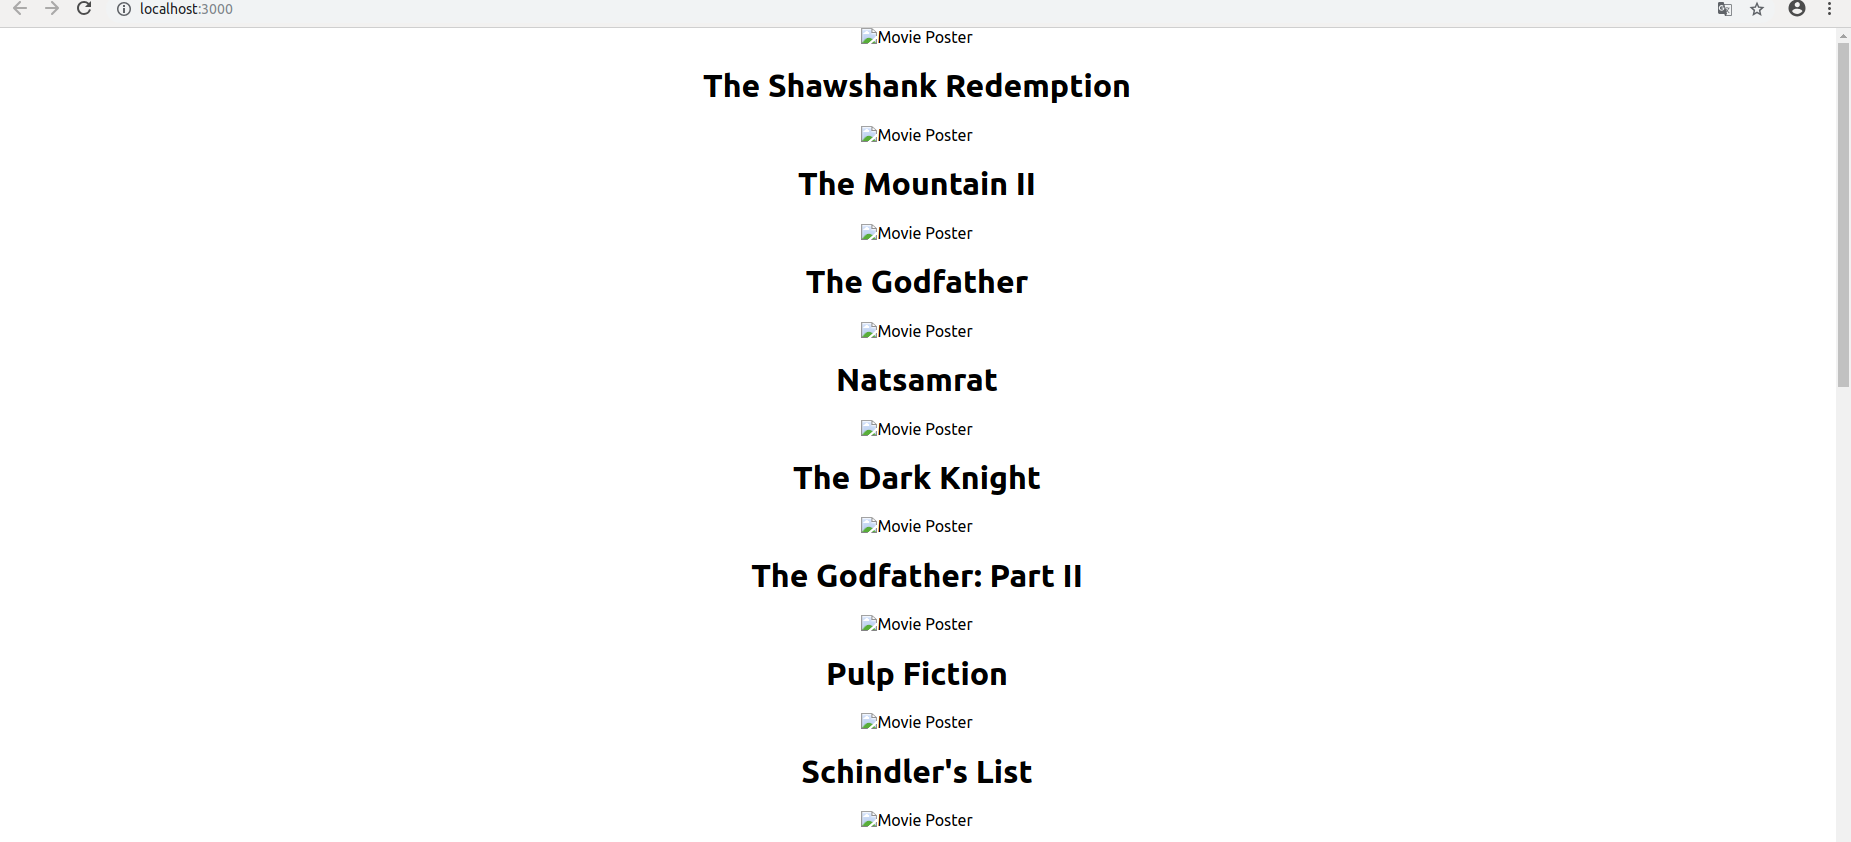 localhost:3000
Movie Poster
The Shawshank Redemption
Movie Poster
The Mountain II
Movie Poster
The Godfather
Movie Poster
Natsamrat
Movie Poster
The Dark Knight
Movie Poster
The Godfather: Part II
Movie Poster
Pulp Fiction
Movie Poster
Schindler's List
Movie Poster